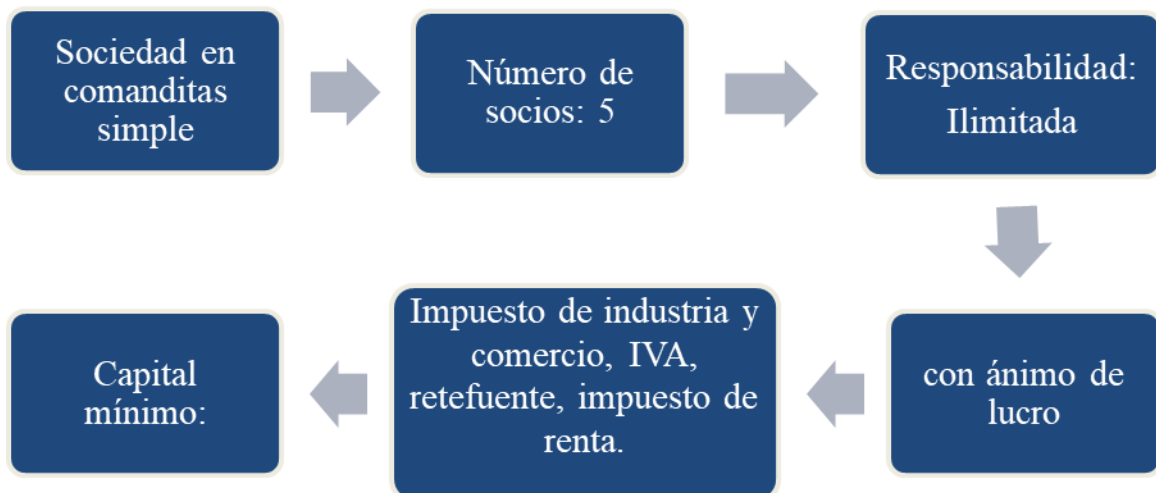 Sociedad en
comanditas
simple
Número de
socios: 5
Responsabilidad:
Ilimitada
con ánimo de
lucro
Impuesto de industria y
comercio, IVA,
retefuente, impuesto de
renta.
Capital
mínimo: